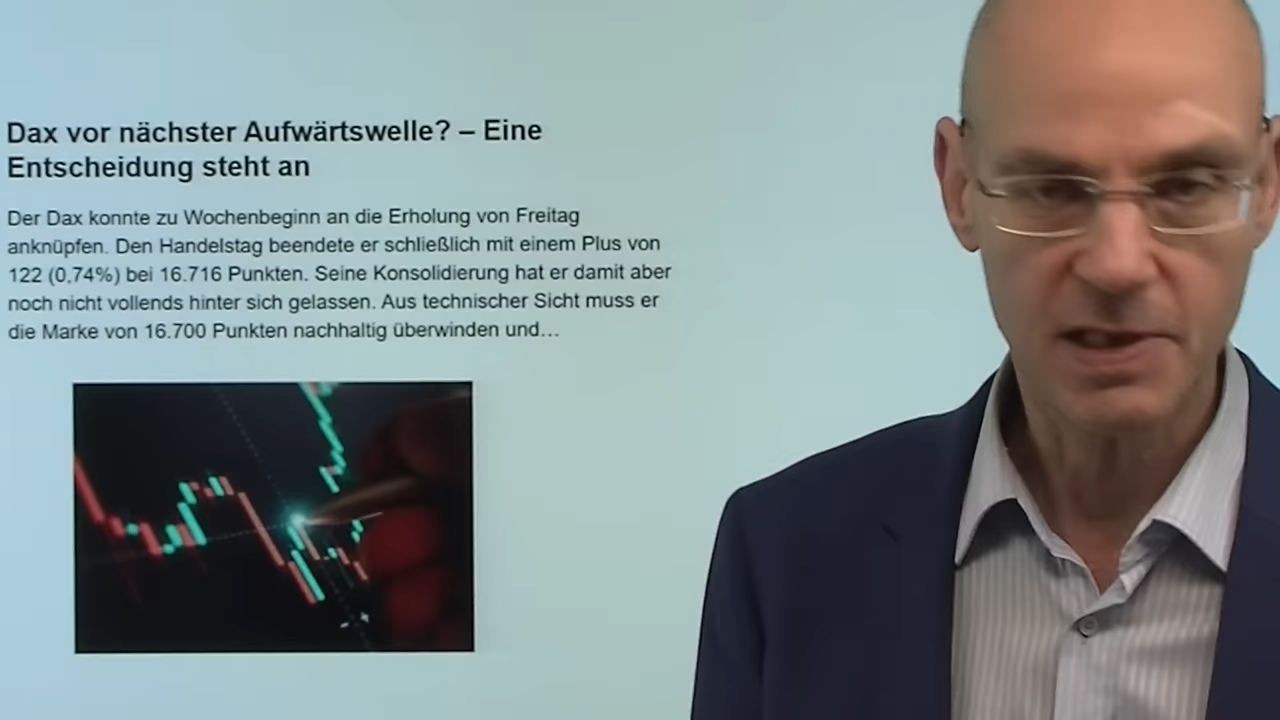 Dax vor nächster Aufwärtswelle? – Eine
Entscheidung steht an
Der Dax konnte zu Wochenbeginn an die Erholung von Freitag
anknüpfen. Den Handelstag beendete er schließlich mit einem Plus von
122 (0,74%) bei 16.716 Punkten. Seine Konsolidierung hat er damit aber
noch nicht vollends hinter sich gelassen. Aus technischer Sicht muss er
die Marke von 16.700 Punkten nachhaltig überwinden und…